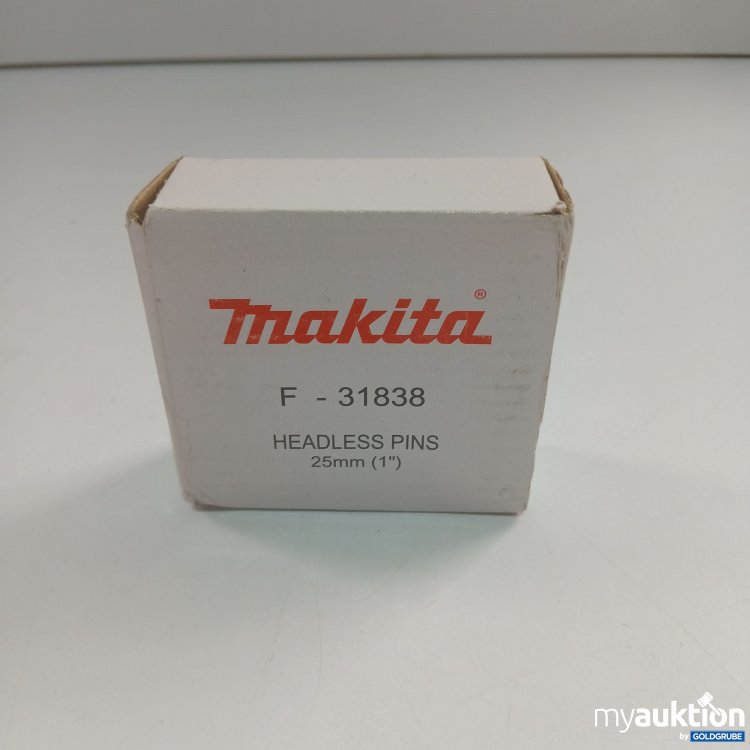 makita®
F - 31838
HEADLESS PINS
25mm (1")
myauktion
by GOLDGRUBE